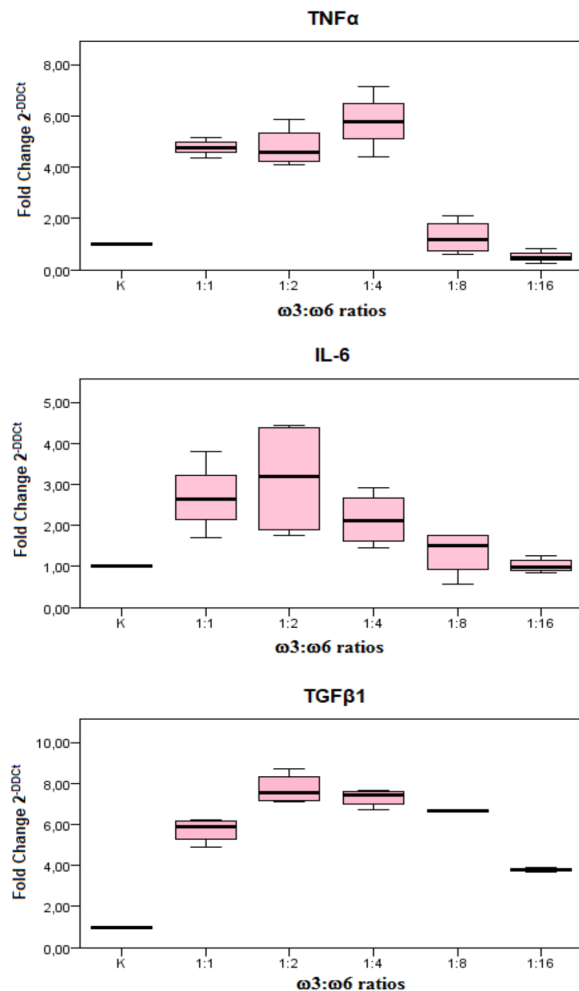 TNFα
Fold Change 2-DDCt
8,00
6,00
4,00
2,00
0,00
K 1:1 1:2 1:4 1:8 1:16
ω3:ω6 ratios
IL-6
Fold Change 2-DDCt
5,00
4,00
3,00
2,00
1,00
0,00
K 1:1 1:2 1:4 1:8 1:16
ω3:ω6 ratios
TGFβ1
Fold Change 2-DDCt
10,00
8,00
6,00
4,00
2,00
0,00
K 1:1 1:2 1:4 1:8 1:16
ω3:ω6 ratios